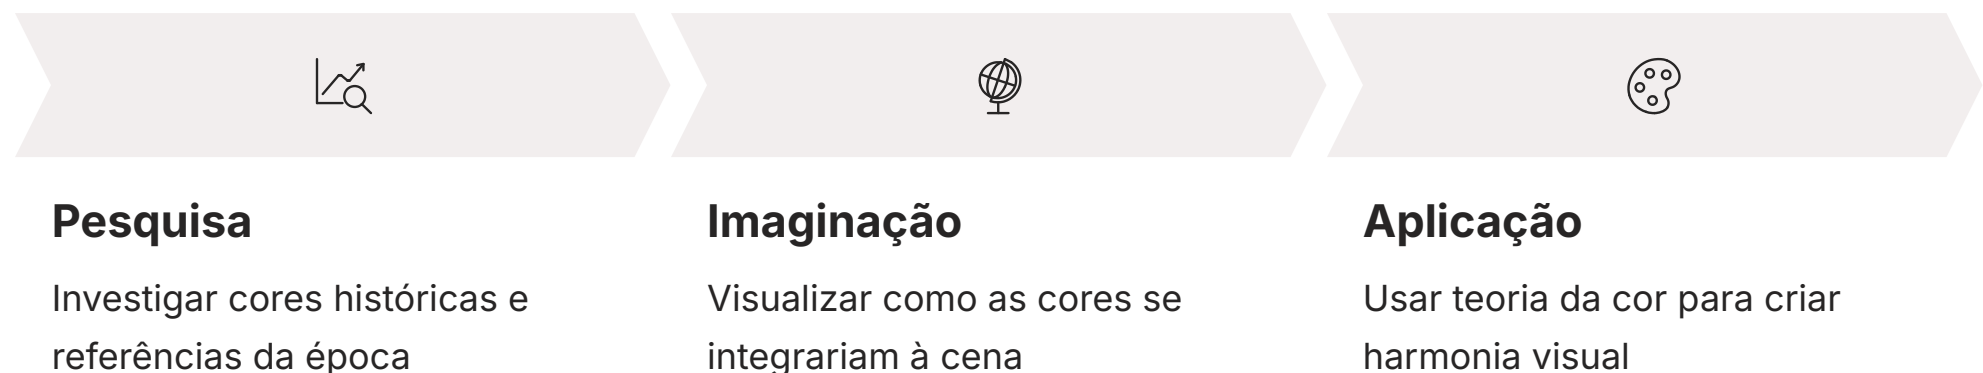 Pesquisa
Investigar cores históricas e
referências da época
Imaginação
Visualizar como as cores se
integrariam à cena
Aplicação
Usar teoria da cor para criar
harmonia visual